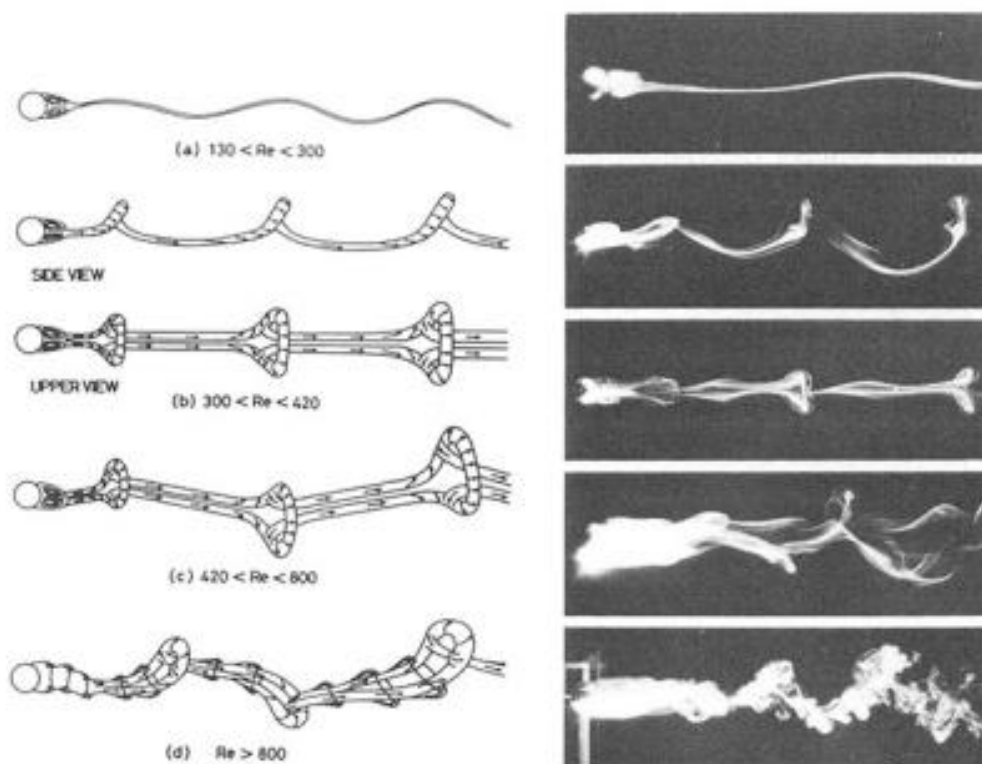 (a) 130 < Re < 300
SIDE VIEW
UPPER VIEW
(b) 300 < Re < 420
(c) 420 < Re < 800
(d) Re > 800